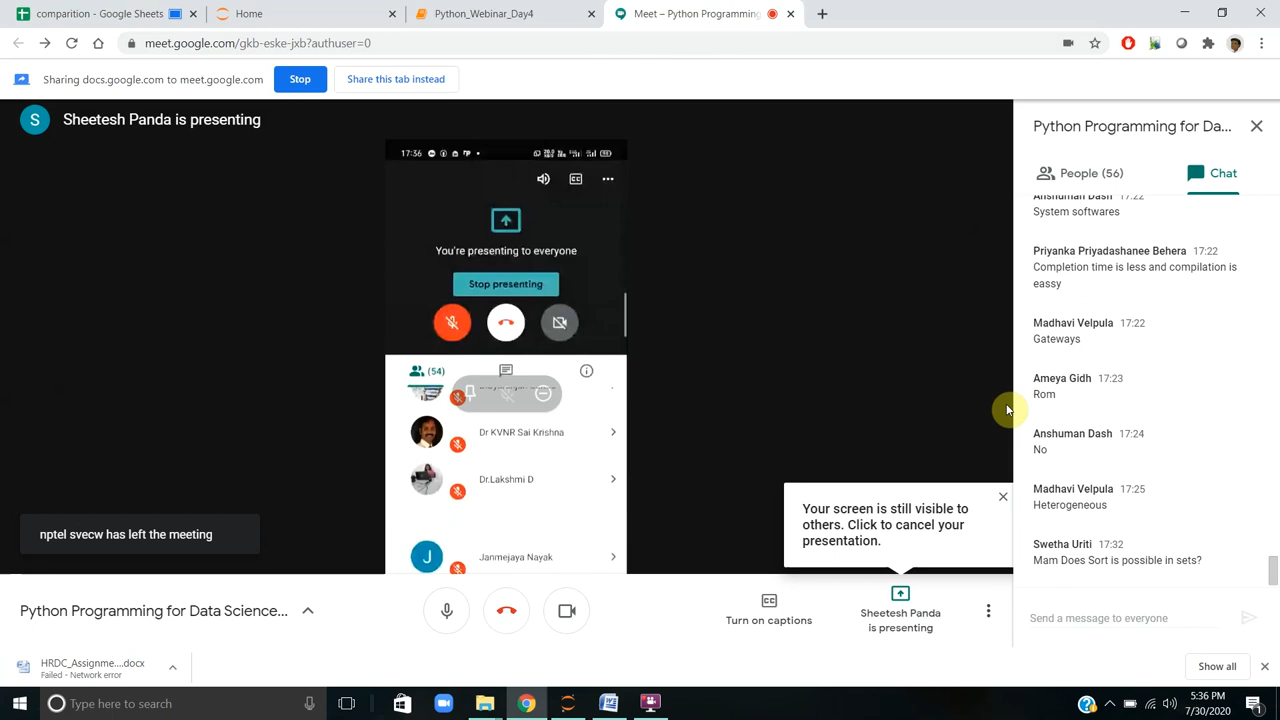 comparition - Google Sheets
Home
Python_Webinar_Day4
Meet – Python Programming
meet.google.com/gkb-eske-jxb?authuser=0
Sharing docs.google.com to meet.google.com
Stop
Share this tab instead
S
Sheetesh Panda is presenting
17:36
CC
You're presenting to everyone
Stop presenting
(54)
Dr KVNR Sai Krishna
Dr.Lakshmi D
J
Janmejaya Nayak
nptel svecw has left the meeting
Your screen is still visible to
others. Click to cancel your
presentation.
Python Programming for Da...
People (56)
Chat
Anshuman Dash 17:22
System softwares
Priyanka Priyadashanee Behera 17:22
Completion time is less and compilation is
eassy
Madhavi Velpula 17:22
Gateways
Ameya Gidh 17:23
Rom
Anshuman Dash 17:24
No
Madhavi Velpula 17:25
Heterogeneous
Swetha Uriti 17:32
Mam Does Sort is possible in sets?
Send a message to everyone
Python Programming for Data Science...
Turn on captions
Sheetesh Panda
is presenting
HRDC_Assignme....docx
Failed - Network error
Show all
Type here to search
5:36 PM
7/30/2020